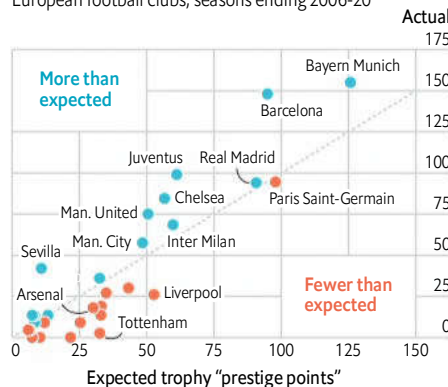 European football clubs, seasons ending 2006-20
Actual
175
Bayern Munich
More than
expected
150
Barcelona
125
Juventus
Real Madrid
100
Chelsea
Paris Saint-Germain
Man. United
75
Man. City
Inter Milan
50
Sevilla
Fewer than
expected
Arsenal
Liverpool
25
Tottenham
0
0 25 50 75 100 125 150
Expected trophy “prestige points”